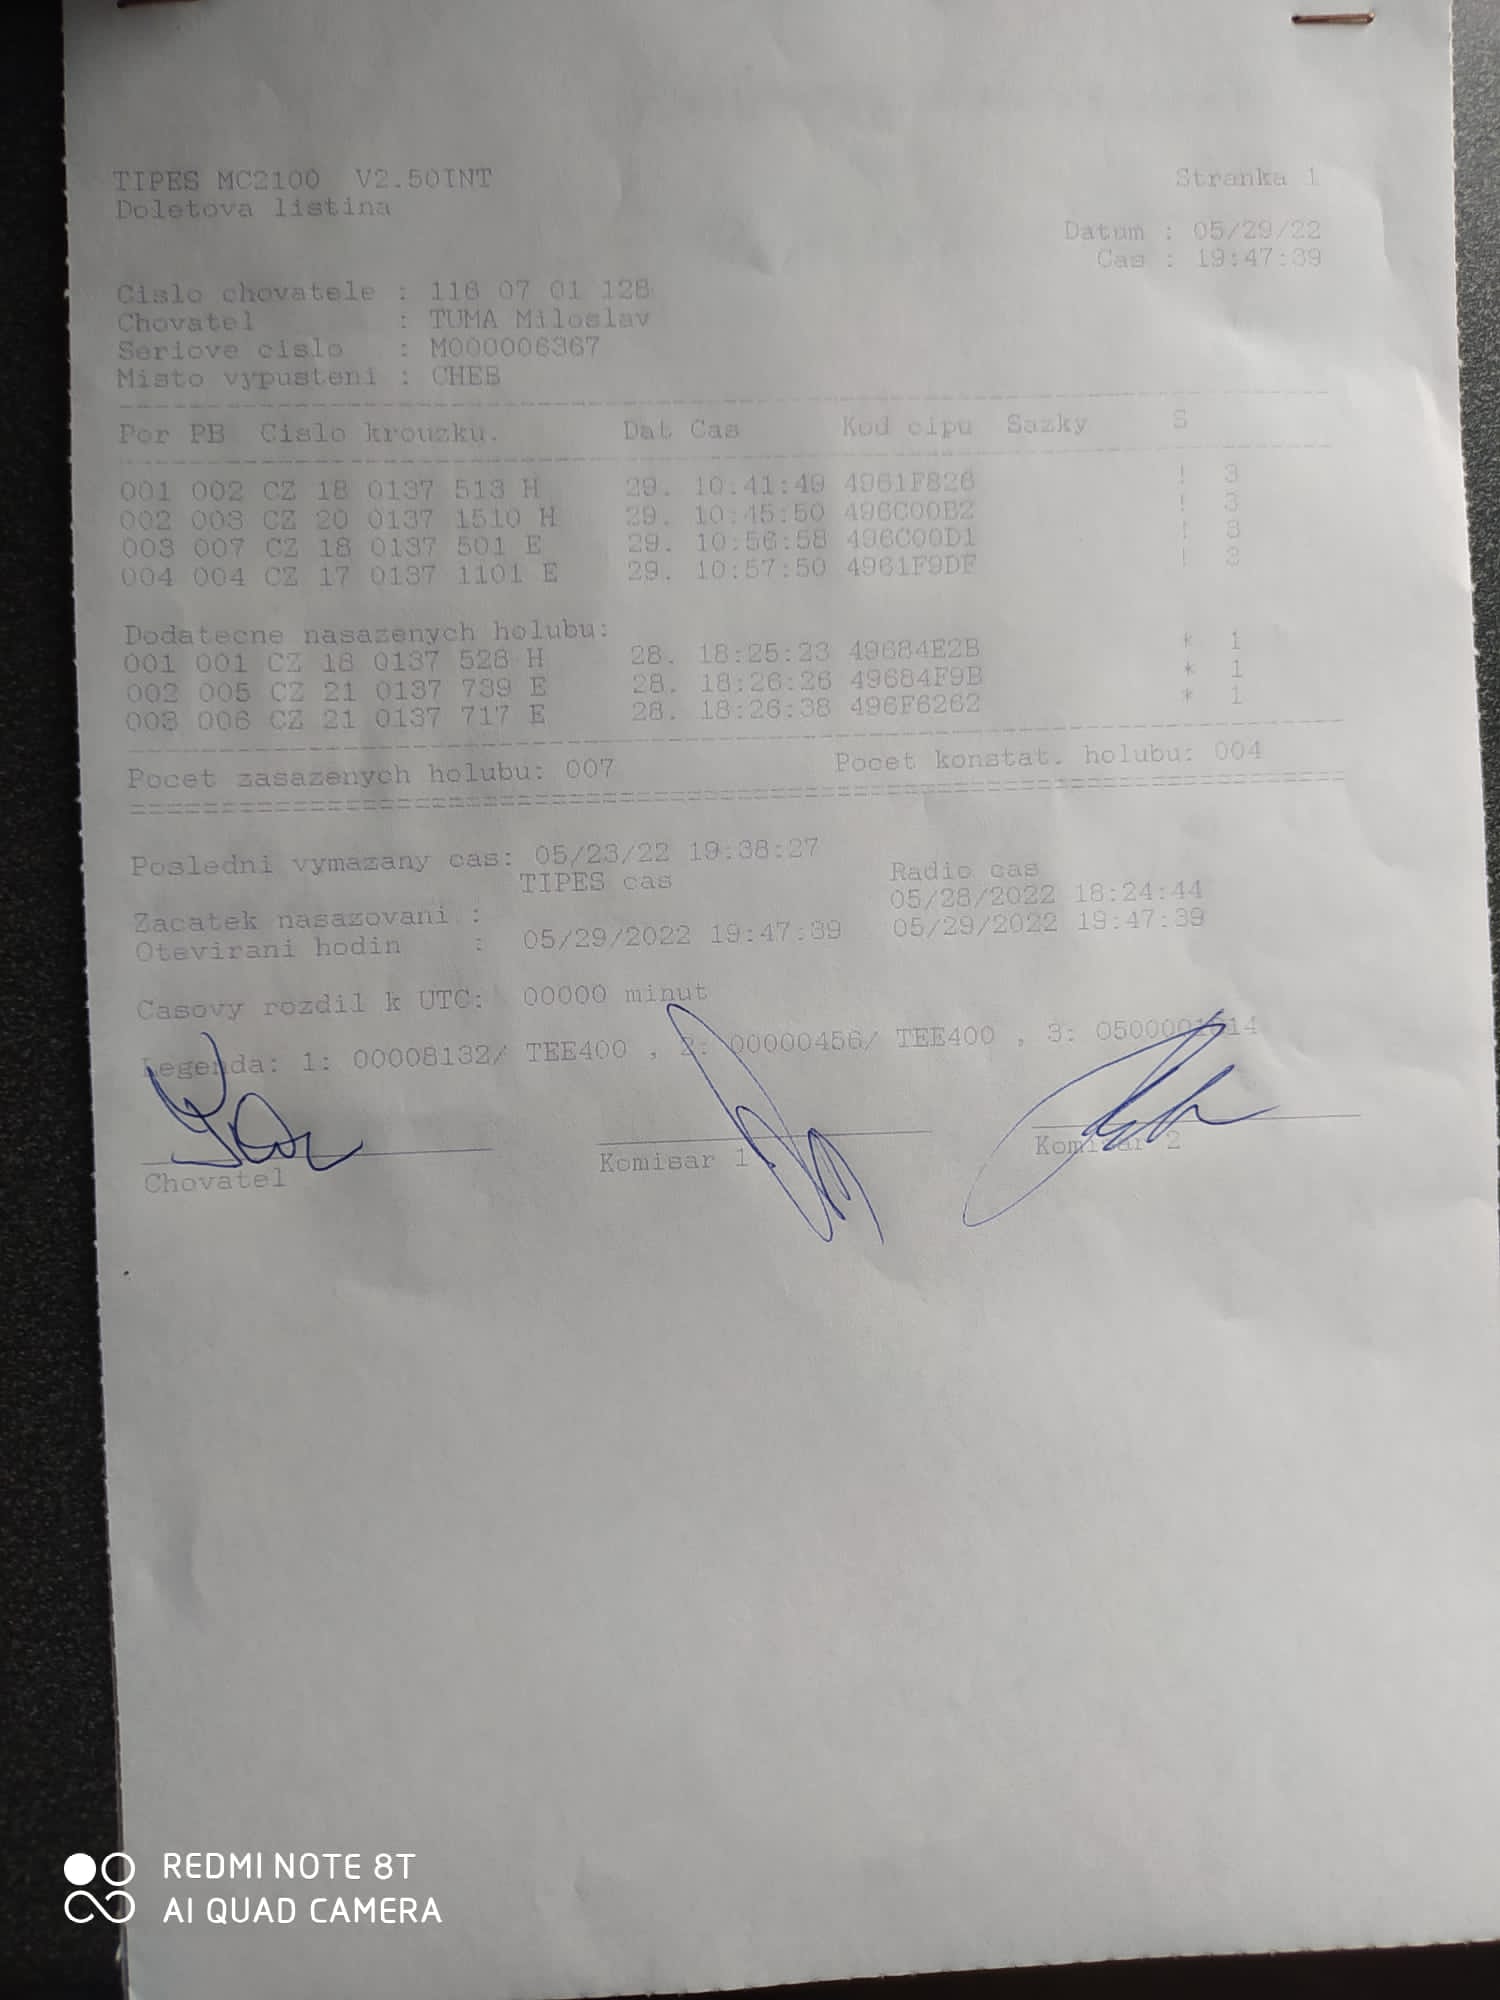 TIPES MC2100 V2.50INT Stranka 1
Doletova listina
Datum : 05/29/22
Cas : 19:47:39
Cislo chovatele : 116 07 01 128
Chovatel : TUMA Miloslav
Seriove cislo : M000006367
Misto vypusteni : CHEB
Por PB Cislo krouzku. Dat Cas Kod cipu Sazky S
001 002 CZ 18 0137 513 H 29. 10:41:49 4961F826 ! 3
002 003 CZ 20 0137 1510 H 29. 10:45:50 496C00B2 ! 3
003 007 CZ 18 0137 501 E 29. 10:56:58 496C00D1 ! 3
004 004 CZ 17 0137 1101 E 29. 10:57:50 4961F9DF ! 3
Dodatecne nasazenych holubu:
001 001 CZ 18 0137 528 H 28. 18:25:23 49684E2B * 1
002 005 CZ 21 0137 739 E 28. 18:26:26 49684F9B * 1
003 006 CZ 21 0137 717 E 28. 18:26:38 496F6262 * 1
Pocet zasazenych holubu: 007 Pocet konstat. holubu: 004
Posledni vymazany cas: 05/23/22 19:38:27
TIPES cas Radio cas
Zacatek nasazovani : 05/28/2022 18:24:44
Otevirani hodin : 05/29/2022 19:47:39 05/29/2022 19:47:39
Casovy rozdil k UTC: 00000 minut
Legenda: 1: 00008132/ TEE400 , 2: 00000456/ TEE400 , 3:
Chovatel Komisar 1 Komisar 2
REDMI NOTE 8T
AI QUAD CAMERA